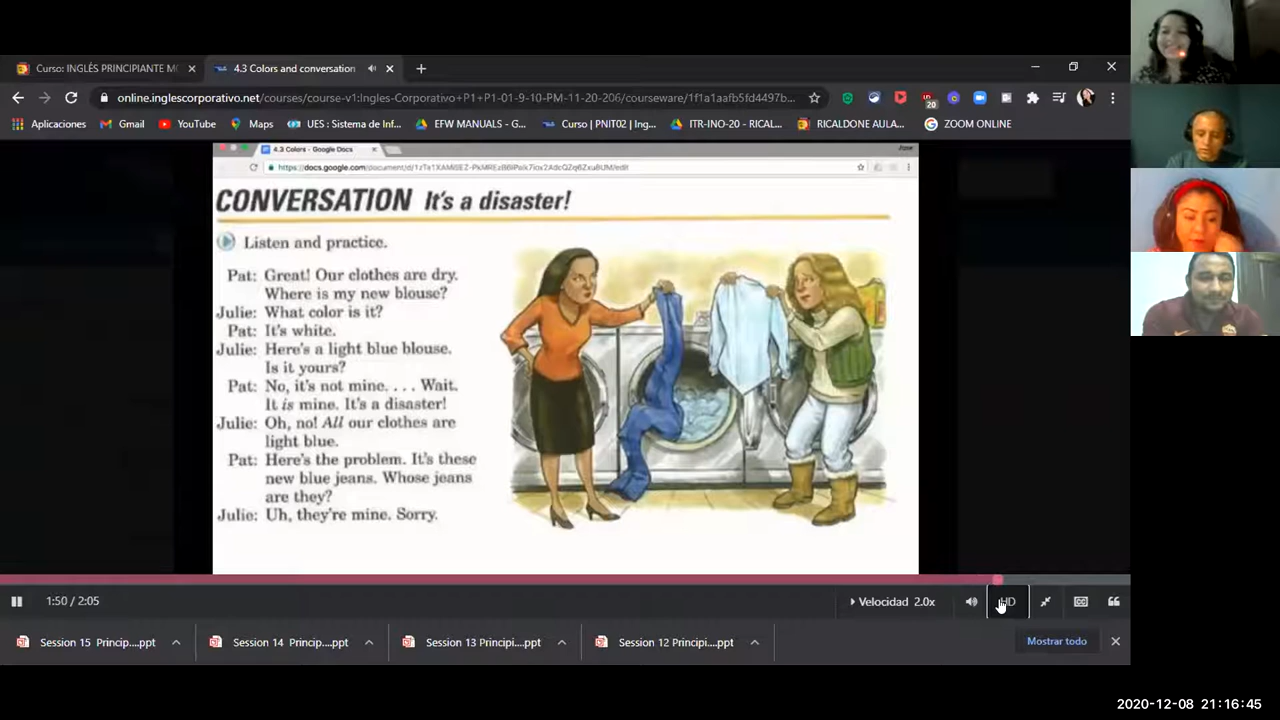 Curso: INGLÉS PRINCIPIANTE MO
4.3 Colors and conversation
online.inglescorporativo.net/courses/course-v1:Ingles-Corporativo+P1+P1-01-9-10-PM-11-20-206/courseware/1f1a1aafb5fd4497b...
Aplicaciones Gmail YouTube Maps UES : Sistema de Inf... EFW MANUALS - S... Curso | PNIT02 | Ing... ITR-INO-20 - RICAL... RICALDONE AULA... ZOOM ONLINE
20
4.3 Colors - Google Docs
CONVERSATION It's a disaster!
Listen and practice.
Pat: Great! Our clothes are dry.
Where is my new blouse?
Julie: What color is it?
Pat: It's white.
Julie: Here's a light blue blouse.
Is it yours?
Pat: No, it's not mine. . . . Wait.
It is mine. It's a disaster!
Julie: Oh, no! All our clothes are
light blue.
Pat: Here's the problem. It's these
new blue jeans. Whose jeans
are they?
Julie: Uh, they're mine. Sorry.
1:50 / 2:05
Velocidad 2.0x
HD
Session 15 Princip....ppt
Session 14 Princip....ppt
Session 13 Principi....ppt
Session 12 Principi....ppt
Mostrar todo
2020-12-08 21:16:45